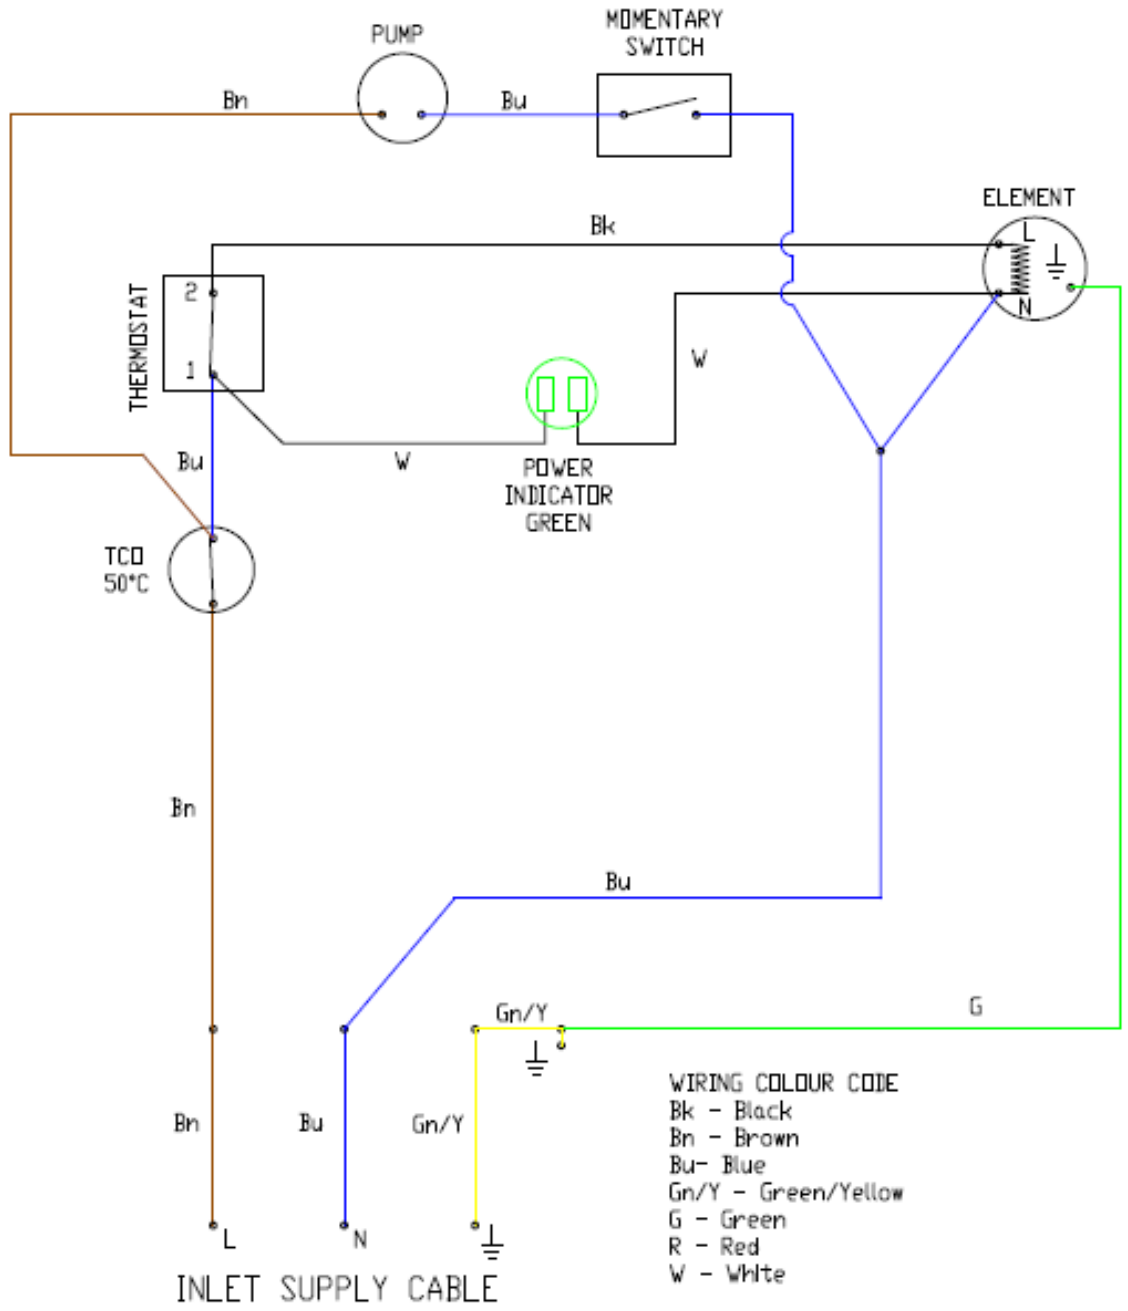 PUMP
MOMENTARY
SWITCH
Bn
Bu
ELEMENT
Bk
L
N
THERMOSTAT
2
1
W
Bu
W
POWER
INDICATOR
GREEN
TCO
50°C
Bn
Bu
Gn/Y
G
Bn
Bu
Gn/Y
L
N
INLET SUPPLY CABLE
WIRING COLOUR CODE
Bk - Black
Bn - Brown
Bu- Blue
Gn/Y - Green/Yellow
G - Green
R - Red
W - White